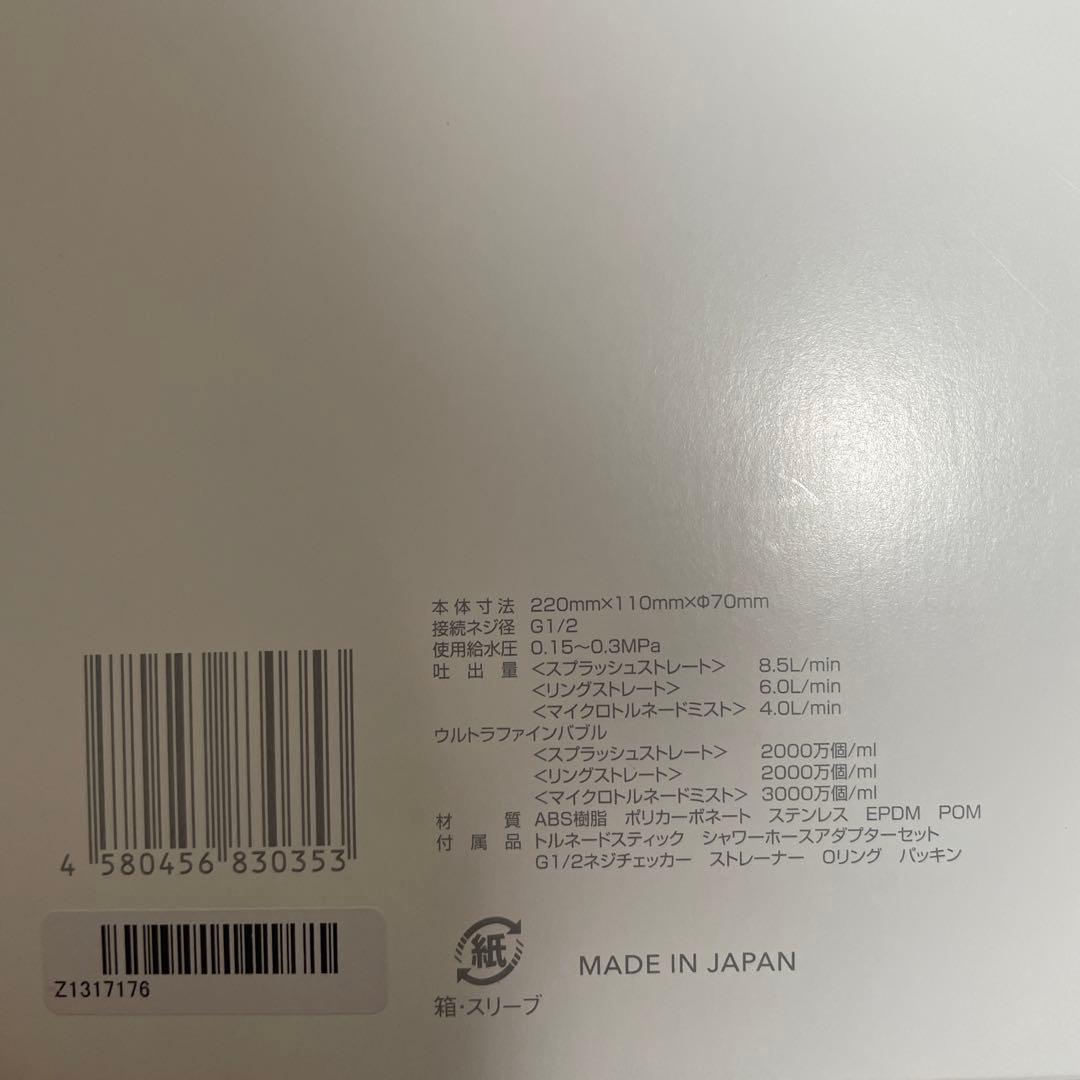 本体寸法 220mm×110mm×Φ70mm
接続ネジ径 G1/2
使用給水圧 0.15〜0.3MPa
吐出量 <スプラッシュストレート> 8.5L/min
<リングストレート> 6.0L/min
<マイクロトルネードミスト> 4.0L/min
ウルトラファインバブル
<スプラッシュストレート> 2000万個/ml
<リングストレート> 2000万個/ml
<マイクロトルネードミスト> 3000万個/ml
材質 ABS樹脂 ポリカーボネート ステンレス EPDM POM
付属品 トルネードスティック シャワーホースアダプターセット
G1/2ネジチェッカー ストレーナー Oリング パッキン
4 580456 830353
Z1317176
紙
箱・スリーブ
MADE IN JAPAN